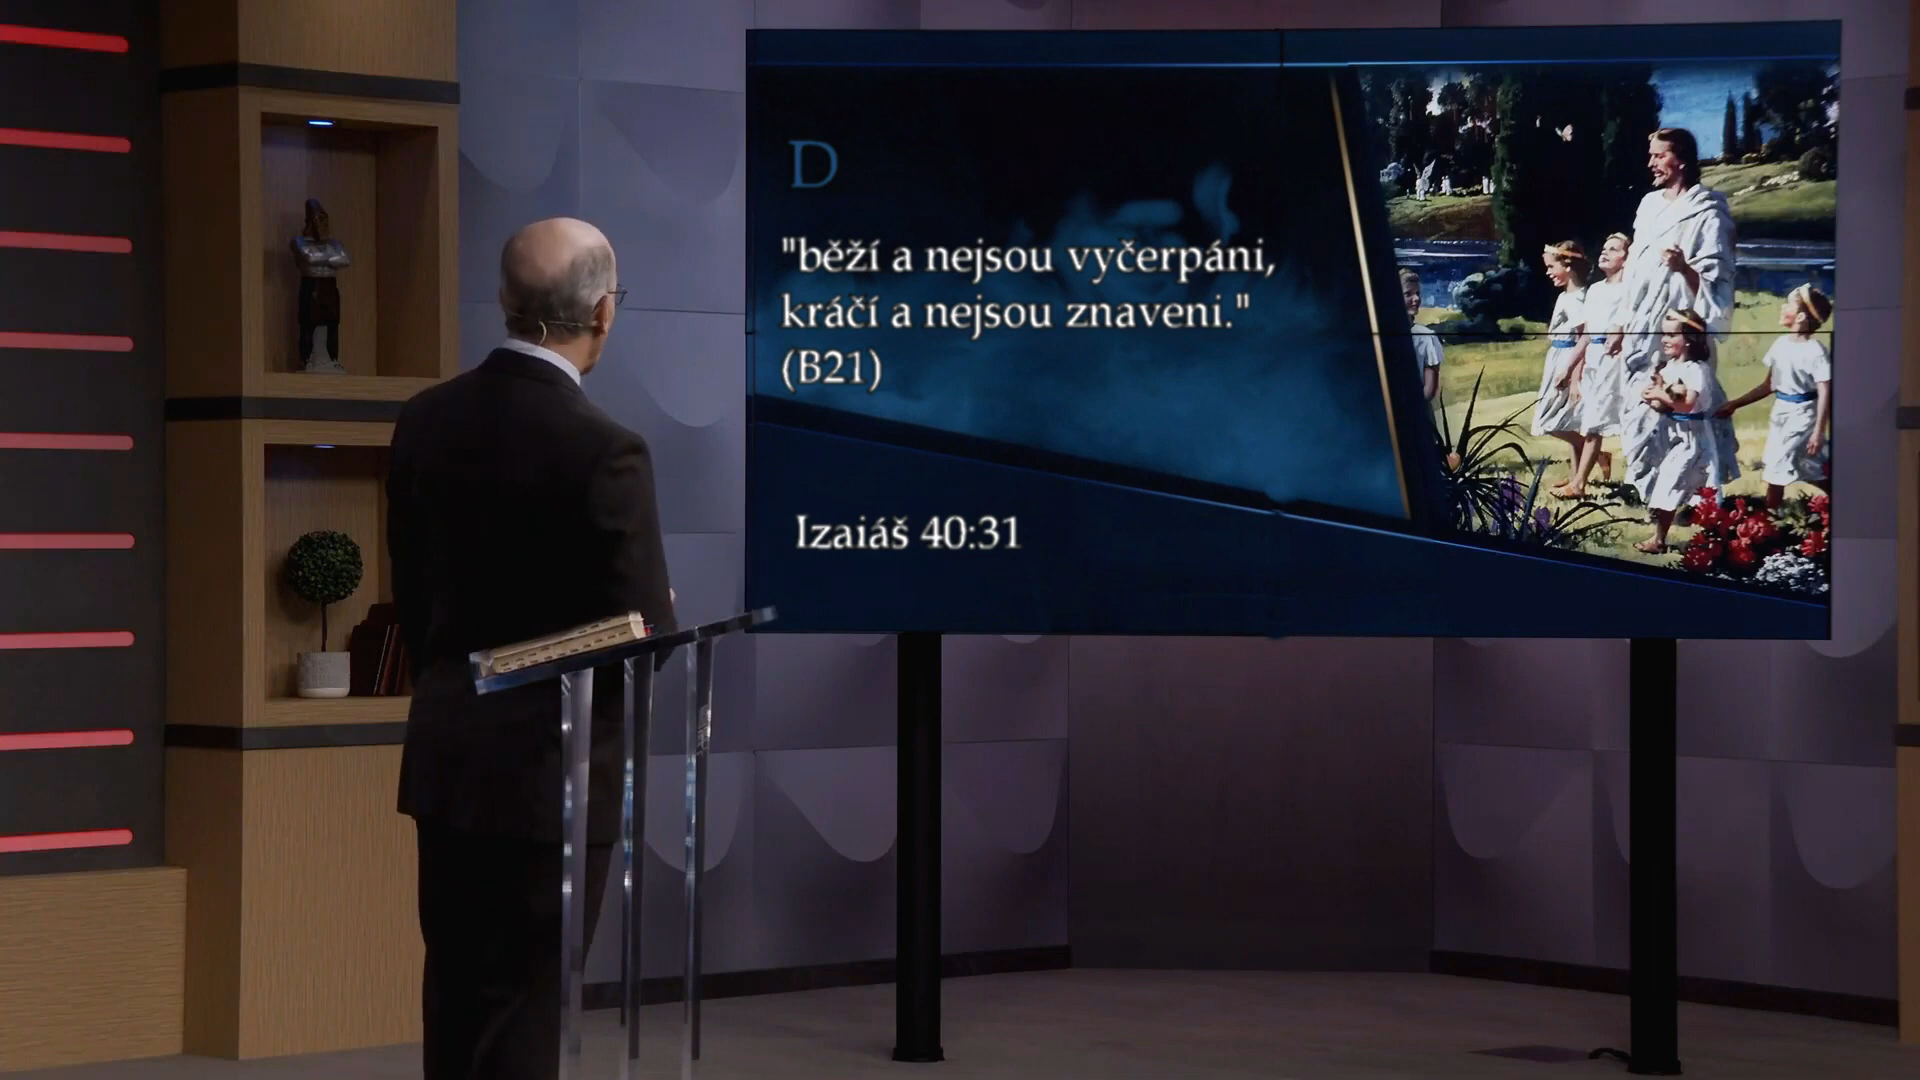 D
"běží a nejsou vyčerpáni,
kráčí a nejsou znaveni."
(B21)
Izaiáš 40:31